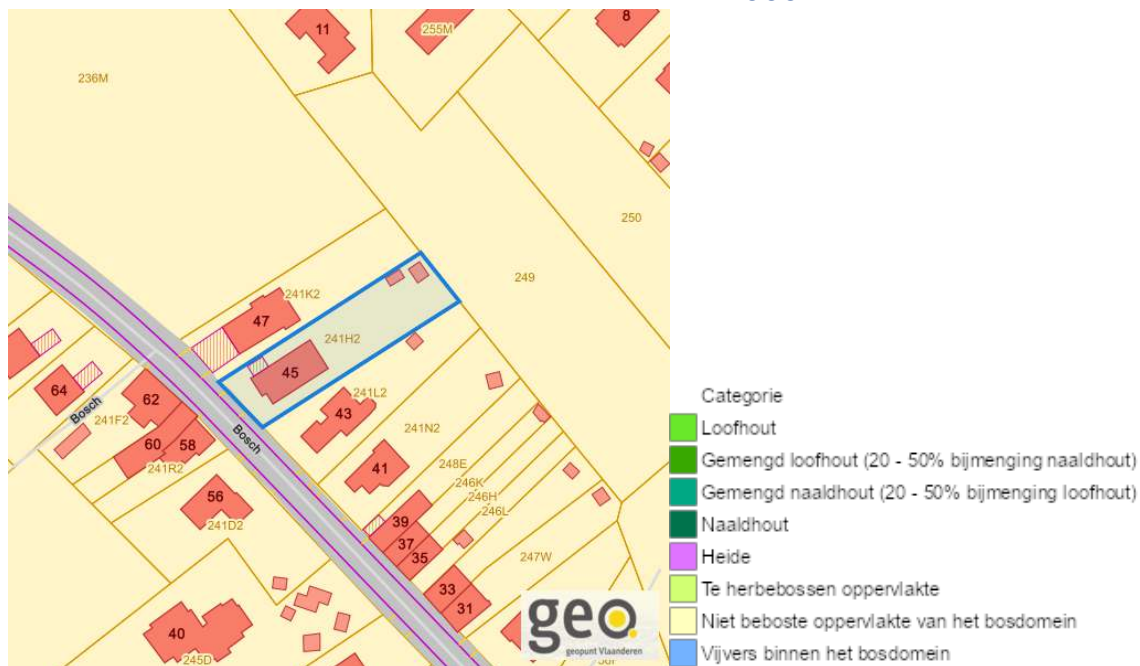 11
255M
8
236M
250
249
241K2
47
241H2
45
64
62
Bosch
241F2
60
58
241R2
Bosch
241L2
43
241N2
41
248E
246K
246H
246L
56
241D2
39
37
35
247W
33
31
40
245D
geo.
geopunt Vlaanderen
Categorie
Loofhout
Gemengd loofhout (20 - 50% bijmenging naaldhout)
Gemengd naaldhout (20 - 50% bijmenging loofhout)
Naaldhout
Heide
Te herbebossen oppervlakte
Niet beboste oppervlakte van het bosdomein
Vijvers binnen het bosdomein